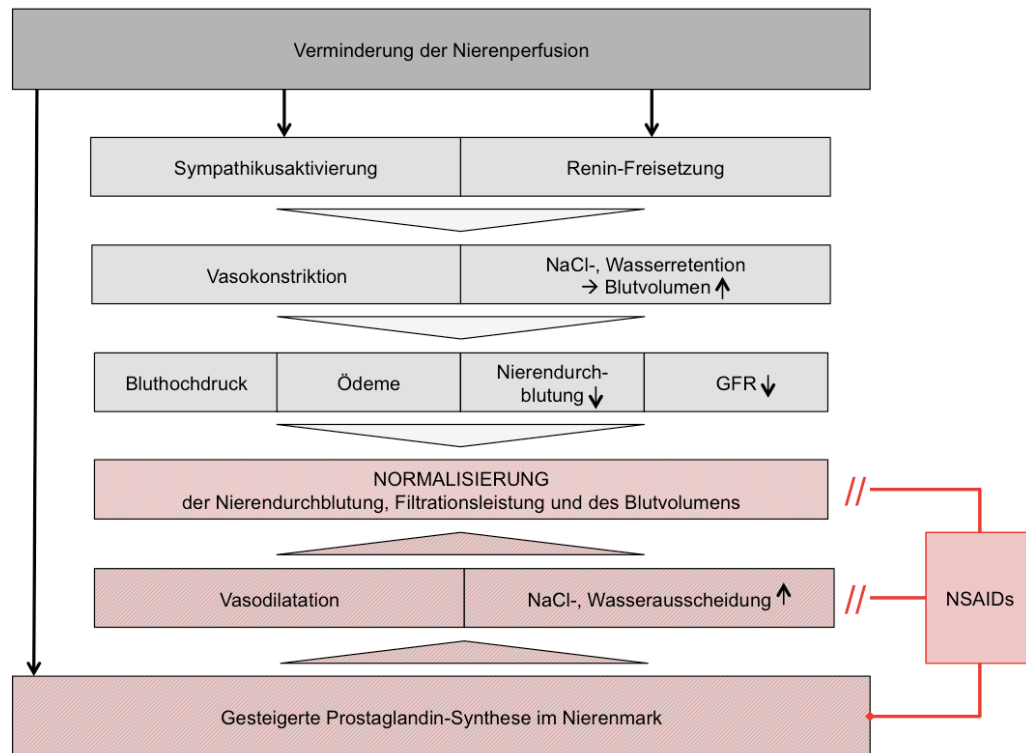 Verminderung der Nierenperfusion
Sympathikusaktivierung
Renin-Freisetzung
Vasokonstriktion
NaCl-, Wasserretention
→ Blutvolumen ↑
Bluthochdruck
Ödeme
Nierendurch-
blutung ↓
GFR ↓
NORMALISIERUNG
der Nierendurchblutung, Filtrationsleistung und des Blutvolumens
Vasodilatation
NaCl-, Wasserausscheidung ↑
NSAIDs
Gesteigerte Prostaglandin-Synthese im Nierenmark